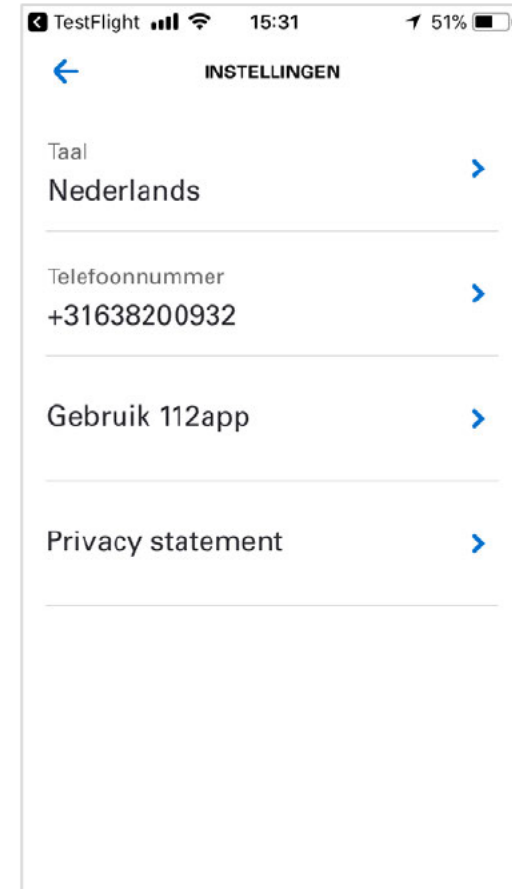 TestFlight 15:31 51%
INSTELLINGEN
Taal
Nederlands
Telefoonnummer
+31638200932
Gebruik 112app
Privacy statement